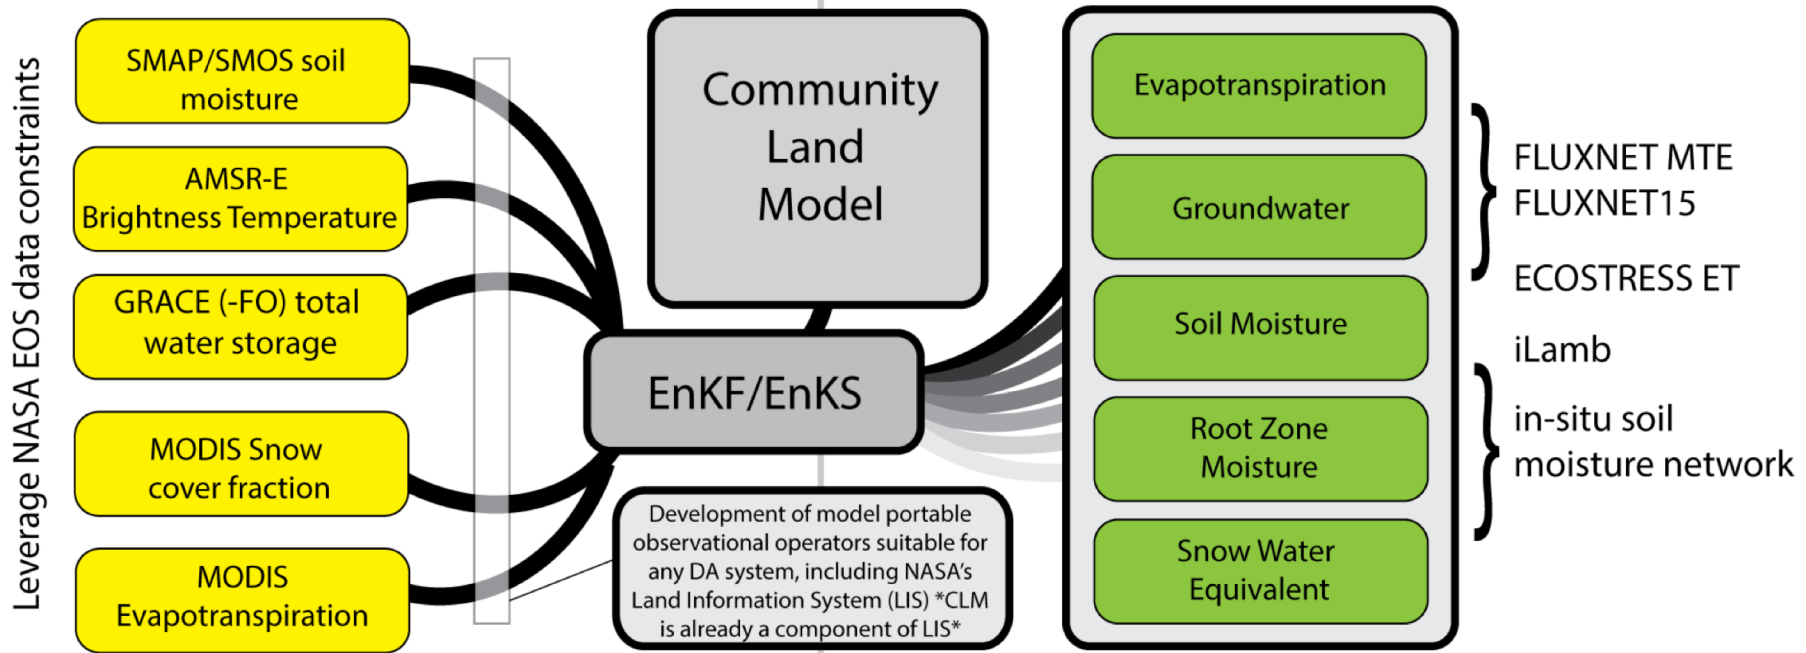 Leverage NASA EOS data constraints
SMAP/SMOS soil
moisture
AMSR-E
Brightness Temperature
GRACE (-FO) total
water storage
MODIS Snow
cover fraction
MODIS
Evapotranspiration
Community
Land
Model
EnKF/EnKS
Development of model portable
observational operators suitable for
any DA system, including NASA's
Land Information System (LIS) *CLM
is already a component of LIS*
Evapotranspiration
Groundwater
Soil Moisture
Root Zone
Moisture
Snow Water
Equivalent
FLUXNET MTE
FLUXNET15
ECOSTRESS ET
iLamb
in-situ soil
moisture network